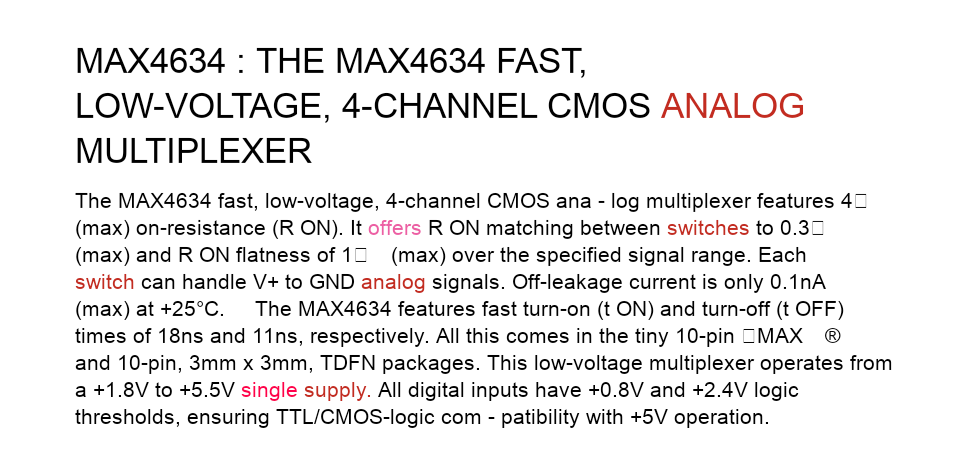 MAX4634 : THE MAX4634 FAST,
LOW-VOLTAGE, 4-CHANNEL CMOS ANALOG
MULTIPLEXER
The MAX4634 fast, low-voltage, 4-channel CMOS ana - log multiplexer features 4□
(max) on-resistance (R ON). It offers R ON matching between switches to 0.3□
(max) and R ON flatness of 1□ (max) over the specified signal range. Each
switch can handle V+ to GND analog signals. Off-leakage current is only 0.1nA
(max) at +25°C. The MAX4634 features fast turn-on (t ON) and turn-off (t OFF)
times of 18ns and 11ns, respectively. All this comes in the tiny 10-pin □MAX ®
and 10-pin, 3mm x 3mm, TDFN packages. This low-voltage multiplexer operates from
a +1.8V to +5.5V single supply. All digital inputs have +0.8V and +2.4V logic
thresholds, ensuring TTL/CMOS-logic com - patibility with +5V operation.